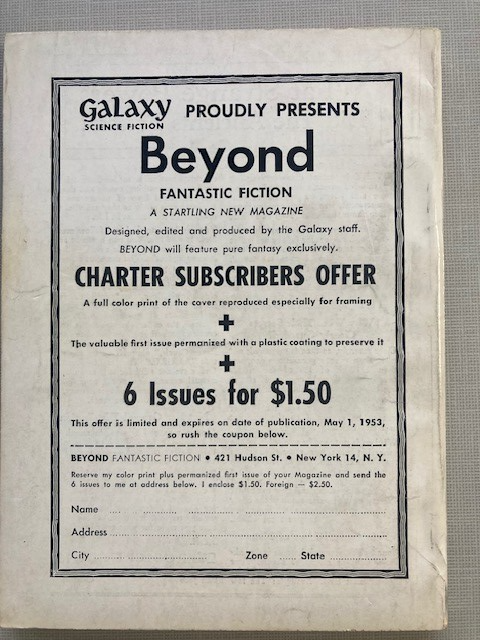 Galaxy PROUDLY PRESENTS
SCIENCE FICTION
Beyond
FANTASTIC FICTION
A STARTLING NEW MAGAZINE
Designed, edited and produced by the Galaxy staff.
BEYOND will feature pure fantasy exclusively.
CHARTER SUBSCRIBERS OFFER
A full color print of the cover reproduced especially for framing
+
The valuable first issue permanized with a plastic coating to preserve it
+
6 Issues for $1.50
This offer is limited and expires on date of publication, May 1, 1953,
so rush the coupon below.
BEYOND FANTASTIC FICTION • 421 Hudson St. • New York 14, N. Y.
Reserve my color print plus permanized first issue of your Magazine and send the
6 issues to me at address below. I enclose $1.50. Foreign — $2.50.
Name
Address
City Zone State